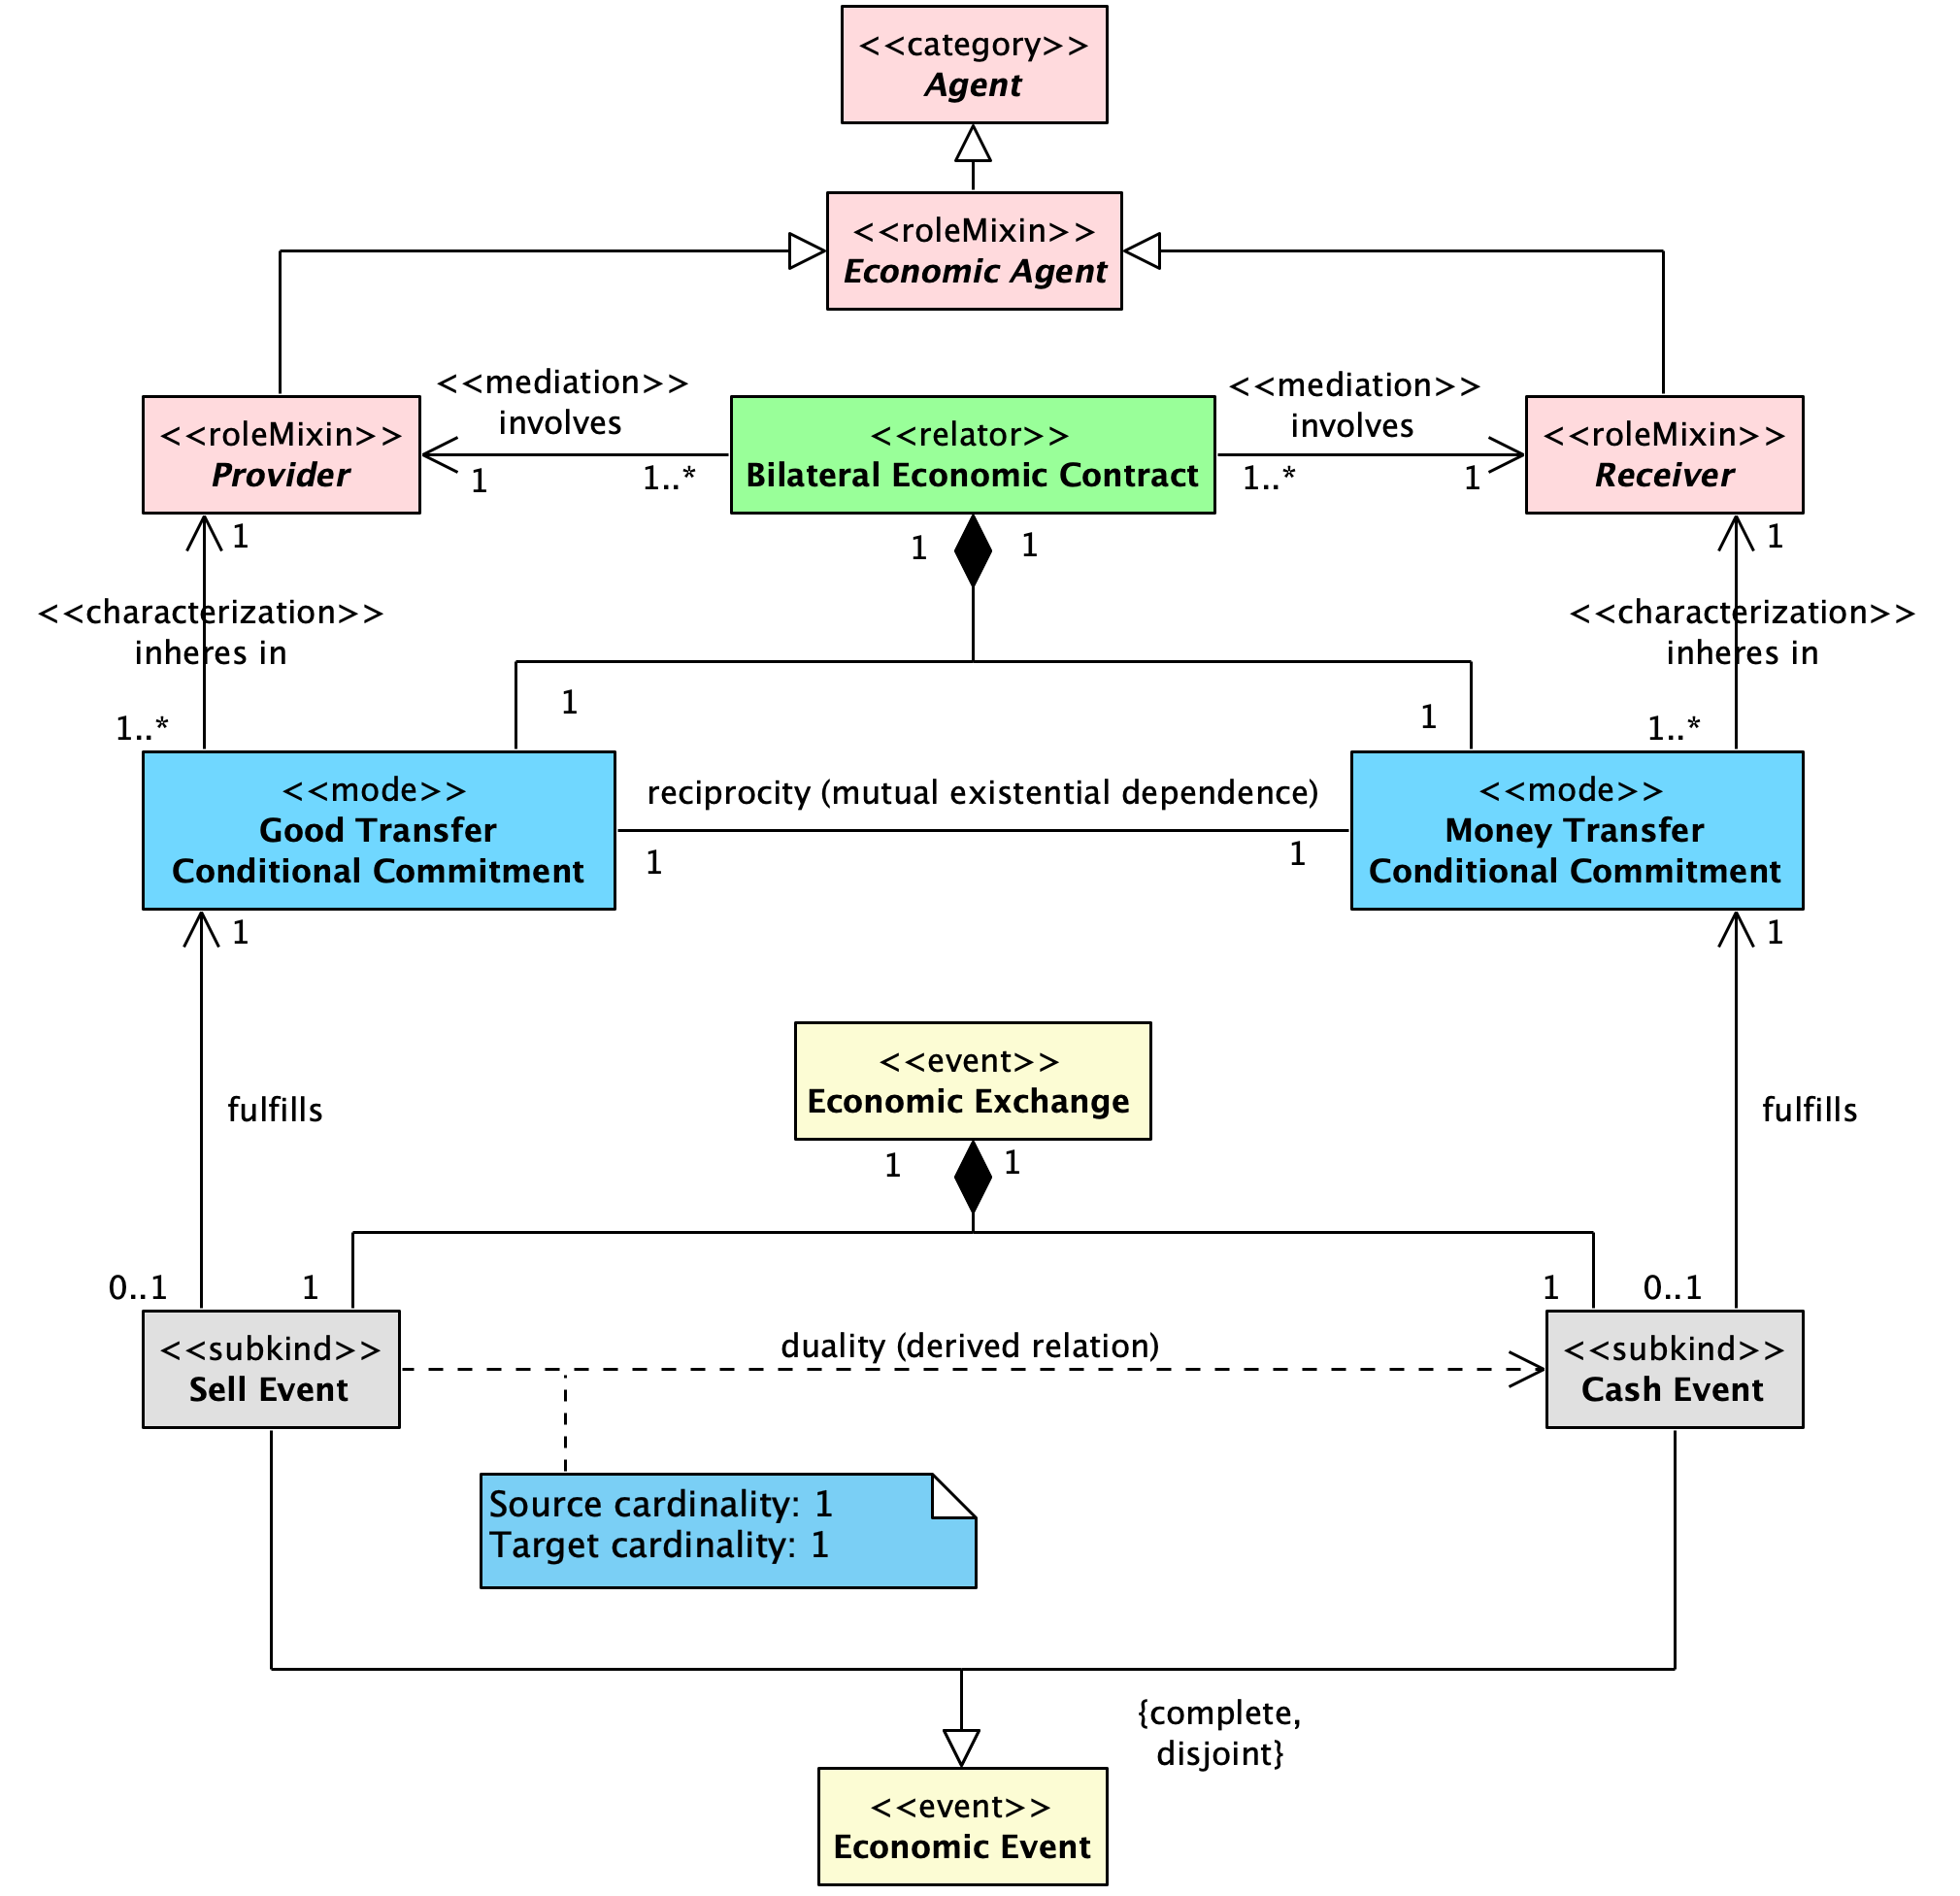 <<category>>
Agent
<<roleMixin>>
Economic Agent
<<mediation>>
involves
<<mediation>>
involves
<<roleMixin>>
Provider
1
1..*
<<relator>>
Bilateral Economic Contract
1..*
1
<<roleMixin>>
Receiver
1
1
1
1
<<characterization>>
inheres in
<<characterization>>
inheres in
1..*
1
1
1..*
<<mode>>
Good Transfer
Conditional Commitment
reciprocity (mutual existential dependence)
1
1
<<mode>>
Money Transfer
Conditional Commitment
1
1
<<event>>
Economic Exchange
fulfills
fulfills
1
1
0..1
1
1
0..1
<<subkind>>
Sell Event
duality (derived relation)
<<subkind>>
Cash Event
Source cardinality: 1
Target cardinality: 1
{complete,
disjoint}
<<event>>
Economic Event